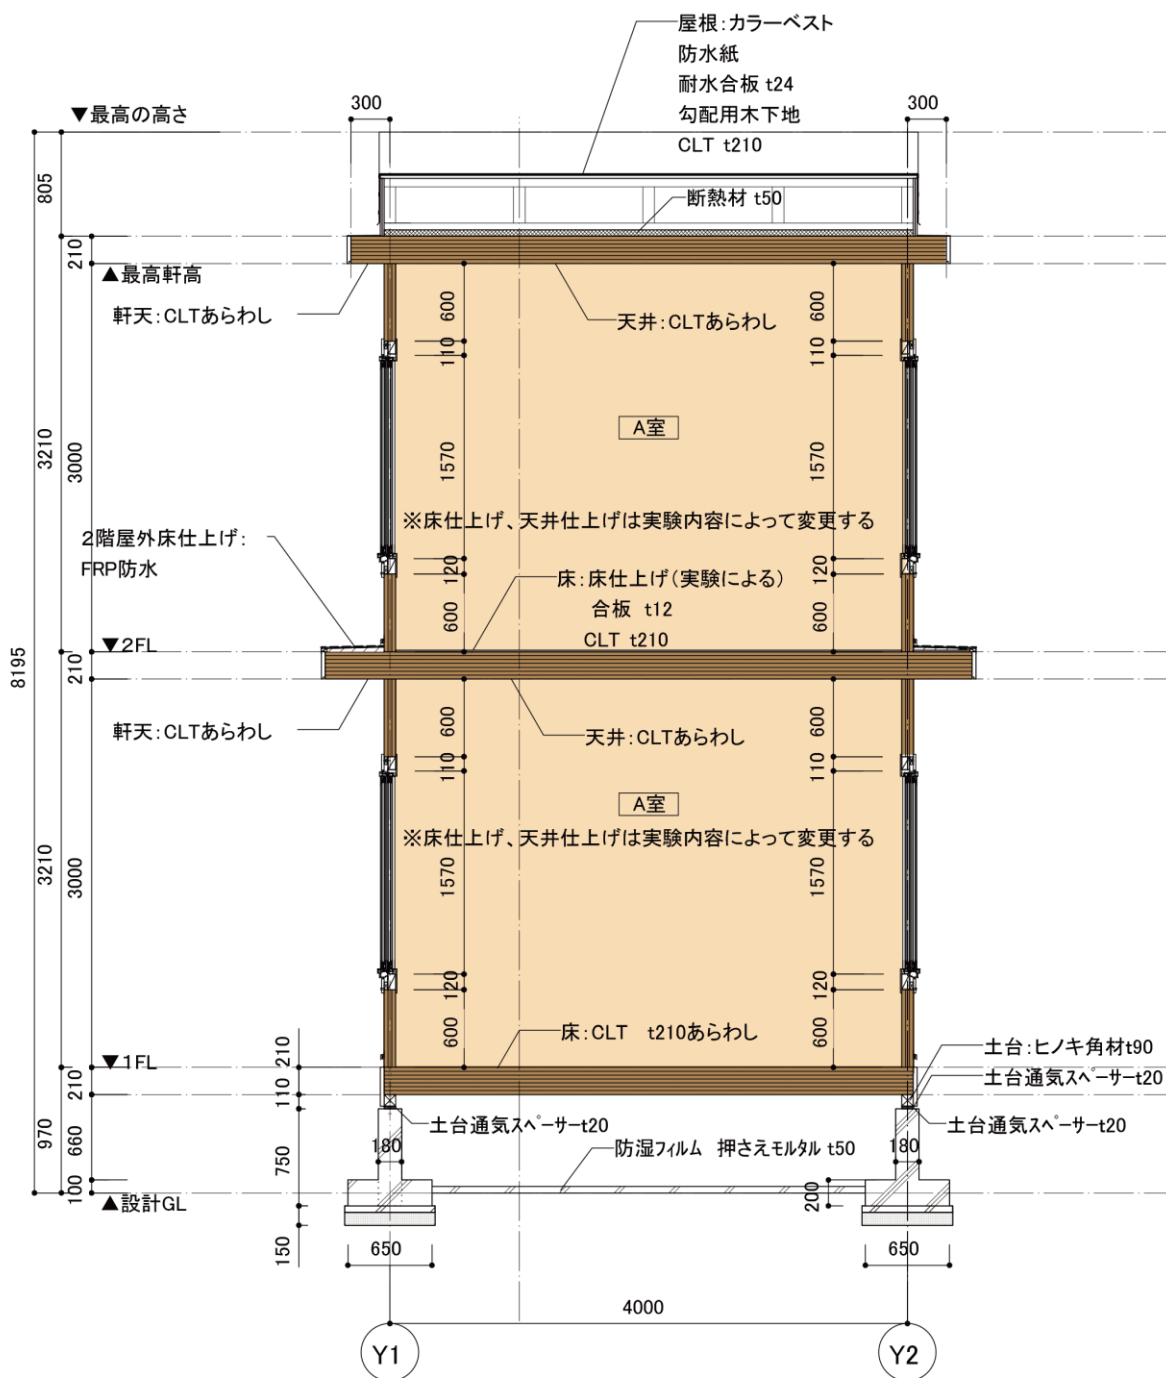 屋根:カラーベスト
防水紙
耐水合板 t24
勾配用木下地
CLT t210
300
300
▼最高の高さ
805
断熱材 t50
210
▲最高軒高
軒天:CLTあらわし
天井:CLTあらわし
600
600
110
110
A室
3210
3000
1570
1570
※床仕上げ、天井仕上げは実験内容によって変更する
2階屋外床仕上げ:
FRP防水
120
120
床:床仕上げ(実験による)
合板 t12
CLT t210
600
600
▼2FL
8195
210
軒天:CLTあらわし
天井:CLTあらわし
600
600
110
110
A室
※床仕上げ、天井仕上げは実験内容によって変更する
3210
3000
1570
1570
120
120
床:CLT t210あらわし
600
600
▼1FL
210
210
110
土台:ヒノキ角材t90
土台通気スペーサーt20
土台通気スペーサーt20
土台通気スペーサーt20
970
660
750
180
180
防湿フィルム 押さえモルタル t50
100
▲設計GL
200
150
650
650
4000
Y1
Y2